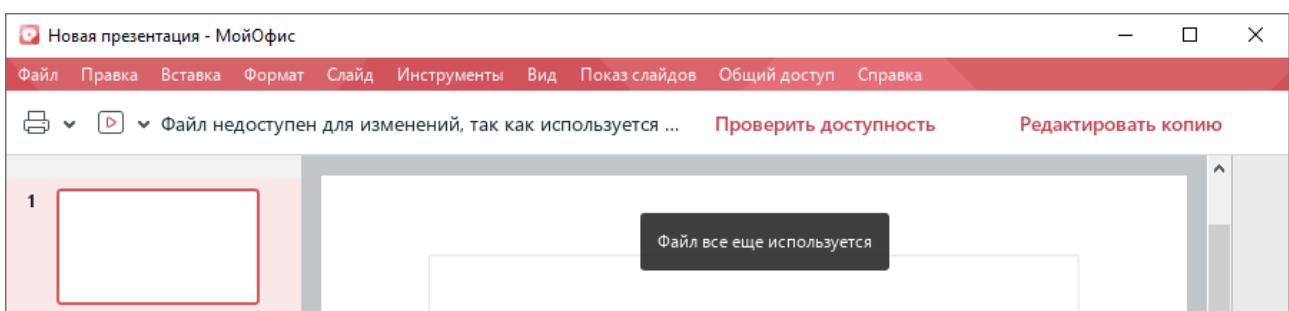 Новая презентация - МойОфис
Файл Правка Вставка Формат Слайд Инструменты Вид Показ слайдов Общий доступ Справка
Файл недоступен для изменений, так как используется ... Проверить доступность Редактировать копию
1
Файл все еще используется